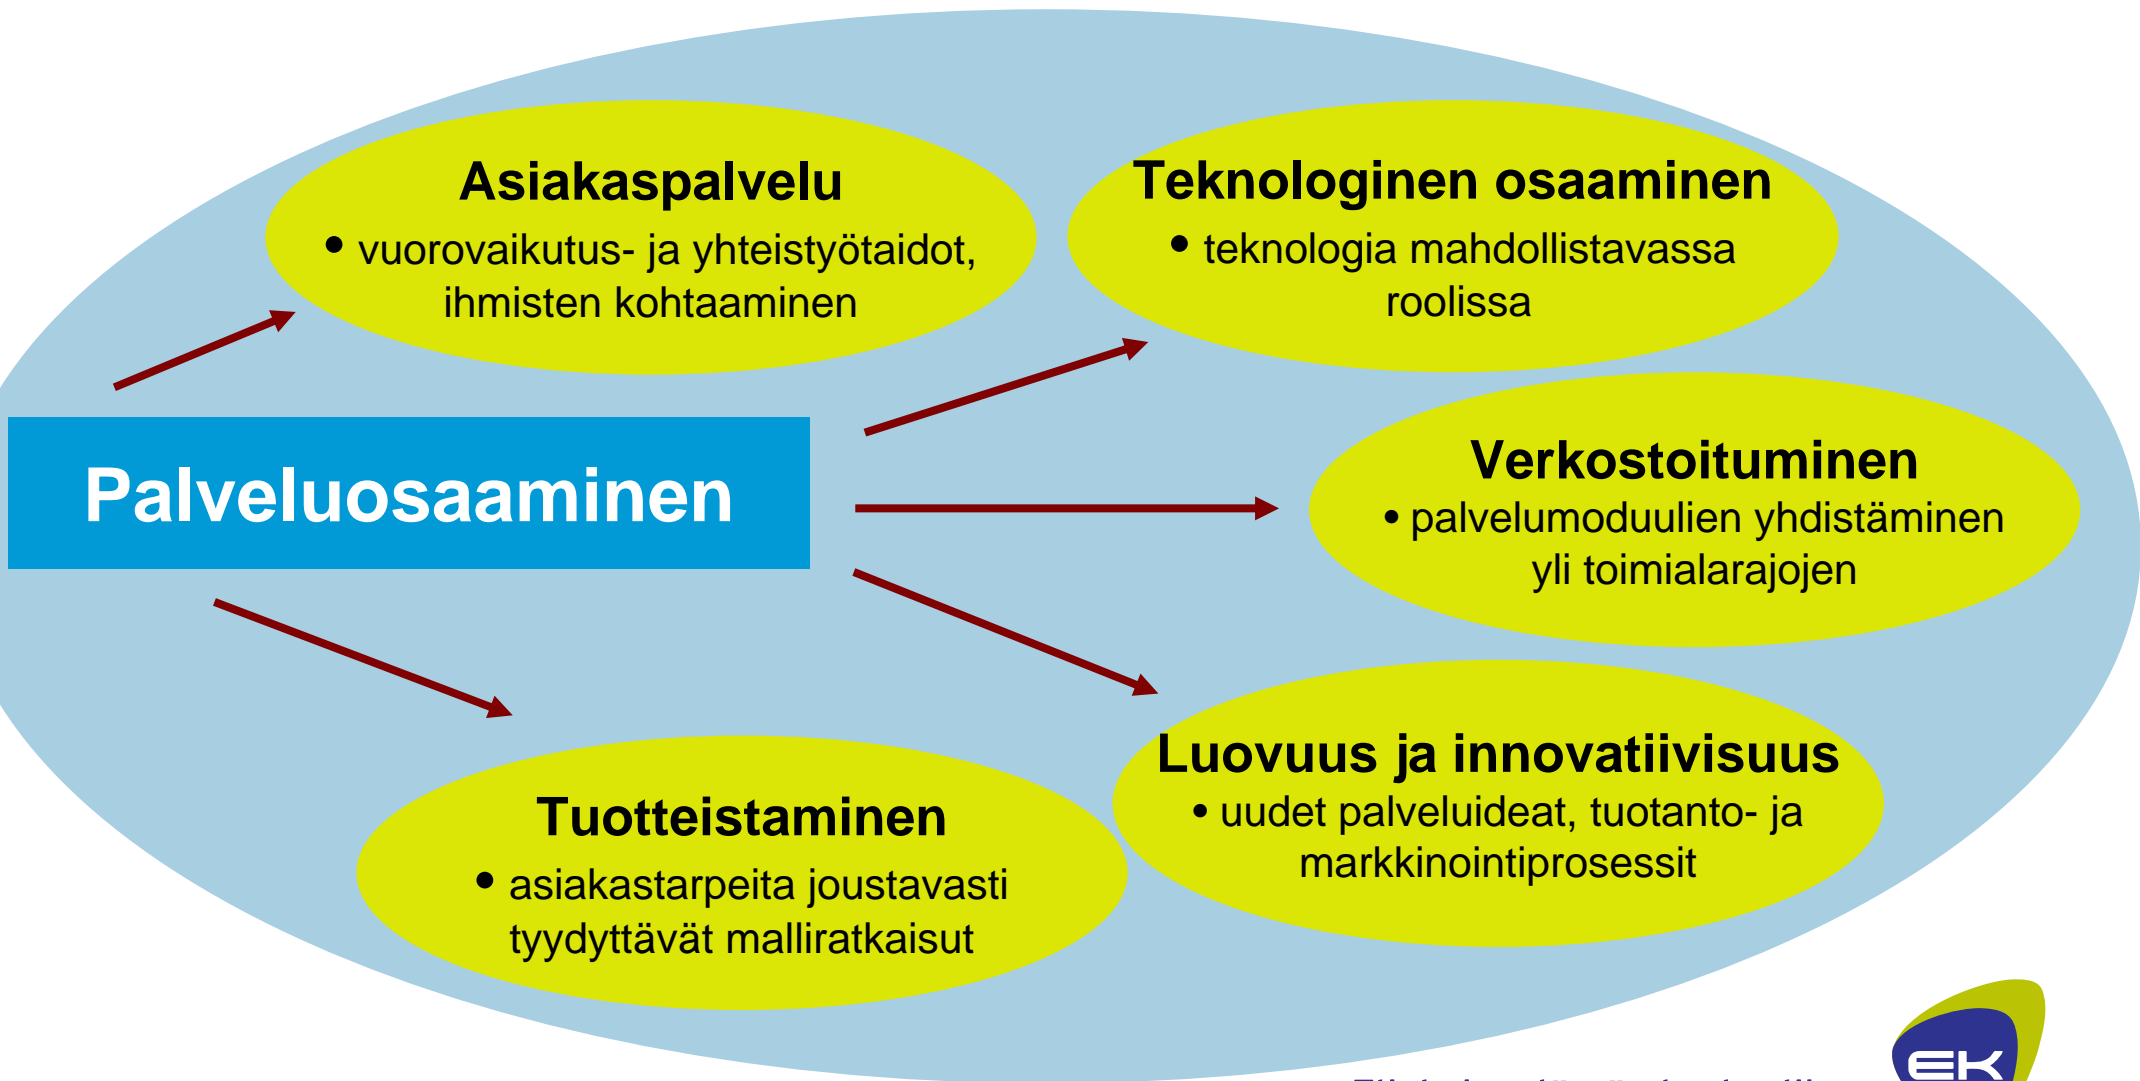 Asiakaspalvelu
• vuorovaikutus- ja yhteistyötaidot,
ihmisten kohtaaminen
Teknologinen osaaminen
• teknologia mahdollistavassa
roolissa
Palveluosaaminen
Verkostoituminen
• palvelumoduulien yhdistäminen
yli toimialarajojen
Luovuus ja innovatiivisuus
• uudet palveluideat, tuotanto- ja
markkinointiprosessit
Tuotteistaminen
• asiakastarpeita joustavasti
tyydyttävät malliratkaisut
EK